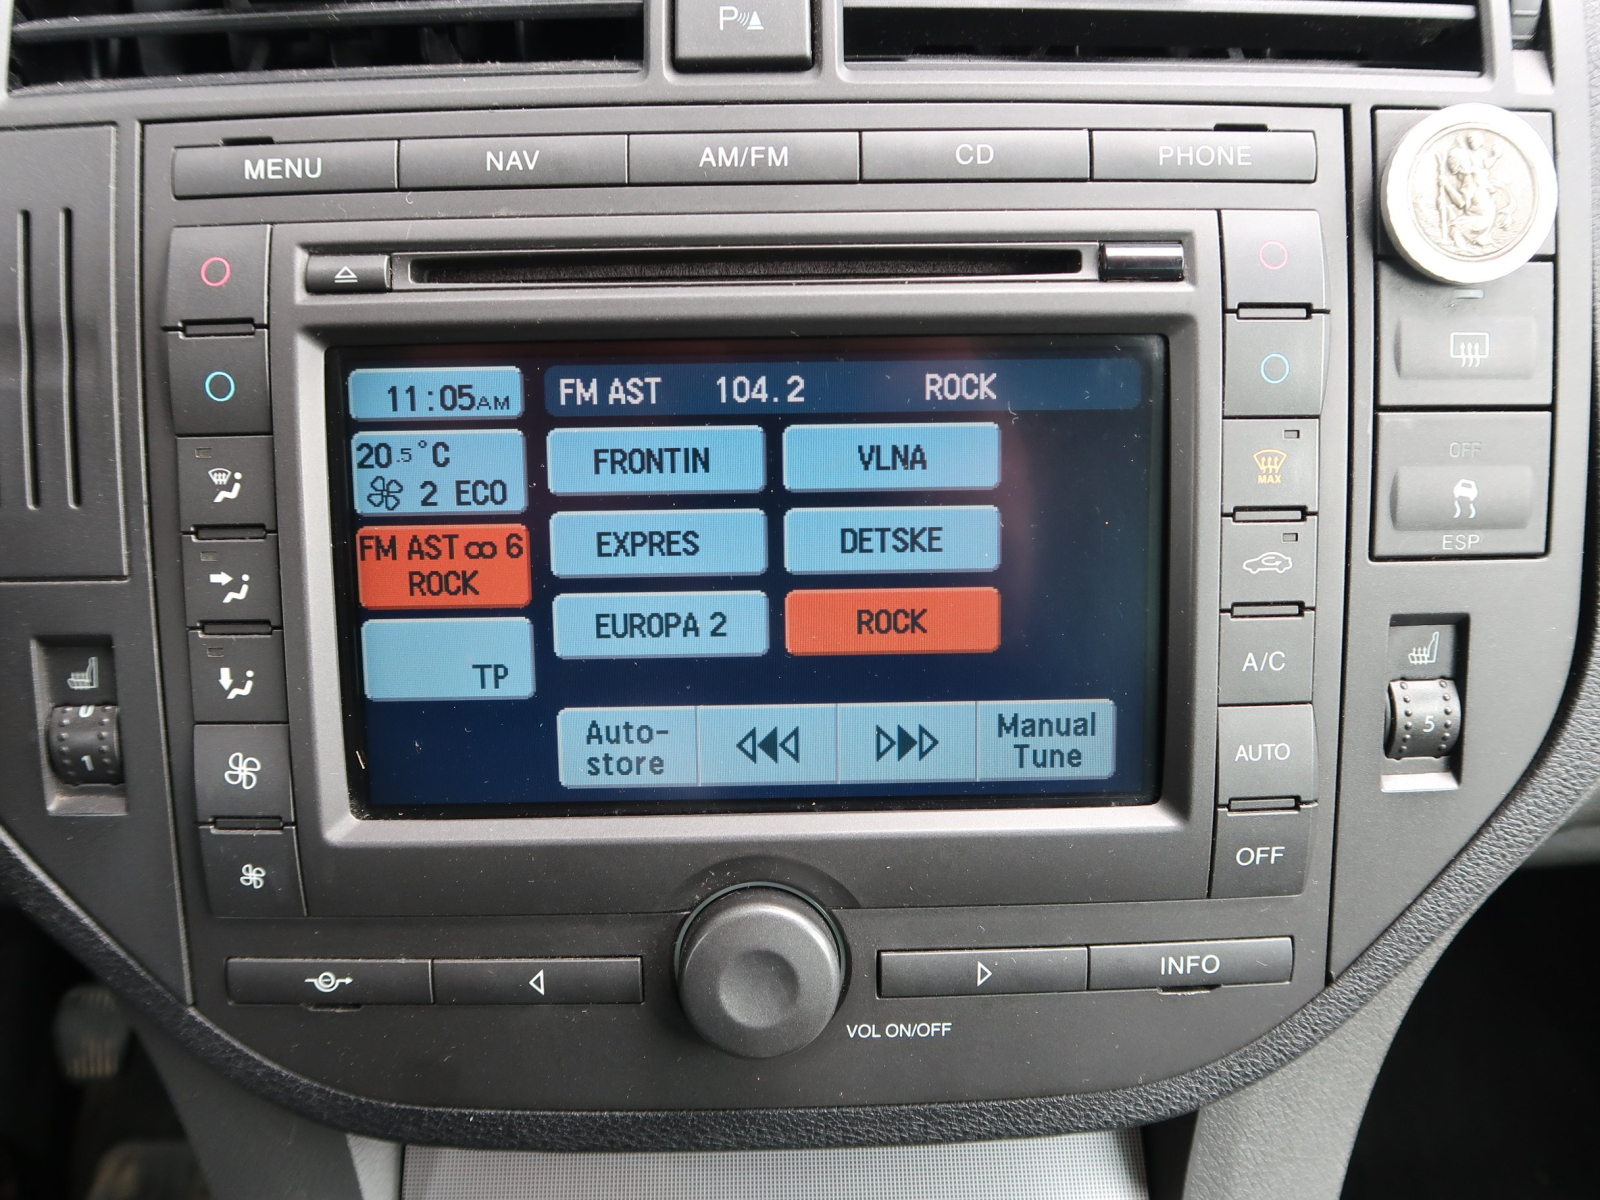 P
MENU
NAV
AM/FM
CD
PHONE
11:05AM
FM AST 104.2 ROCK
20.5°C
2 ECO
FM AST ∞ 6
ROCK
TP
FRONTIN
VLNA
EXPRES
DETSKE
EUROPA 2
ROCK
Auto-
store
Manual
Tune
MAX
A/C
AUTO
OFF
OFF
ESP
0
1
5
INFO
VOL ON/OFF